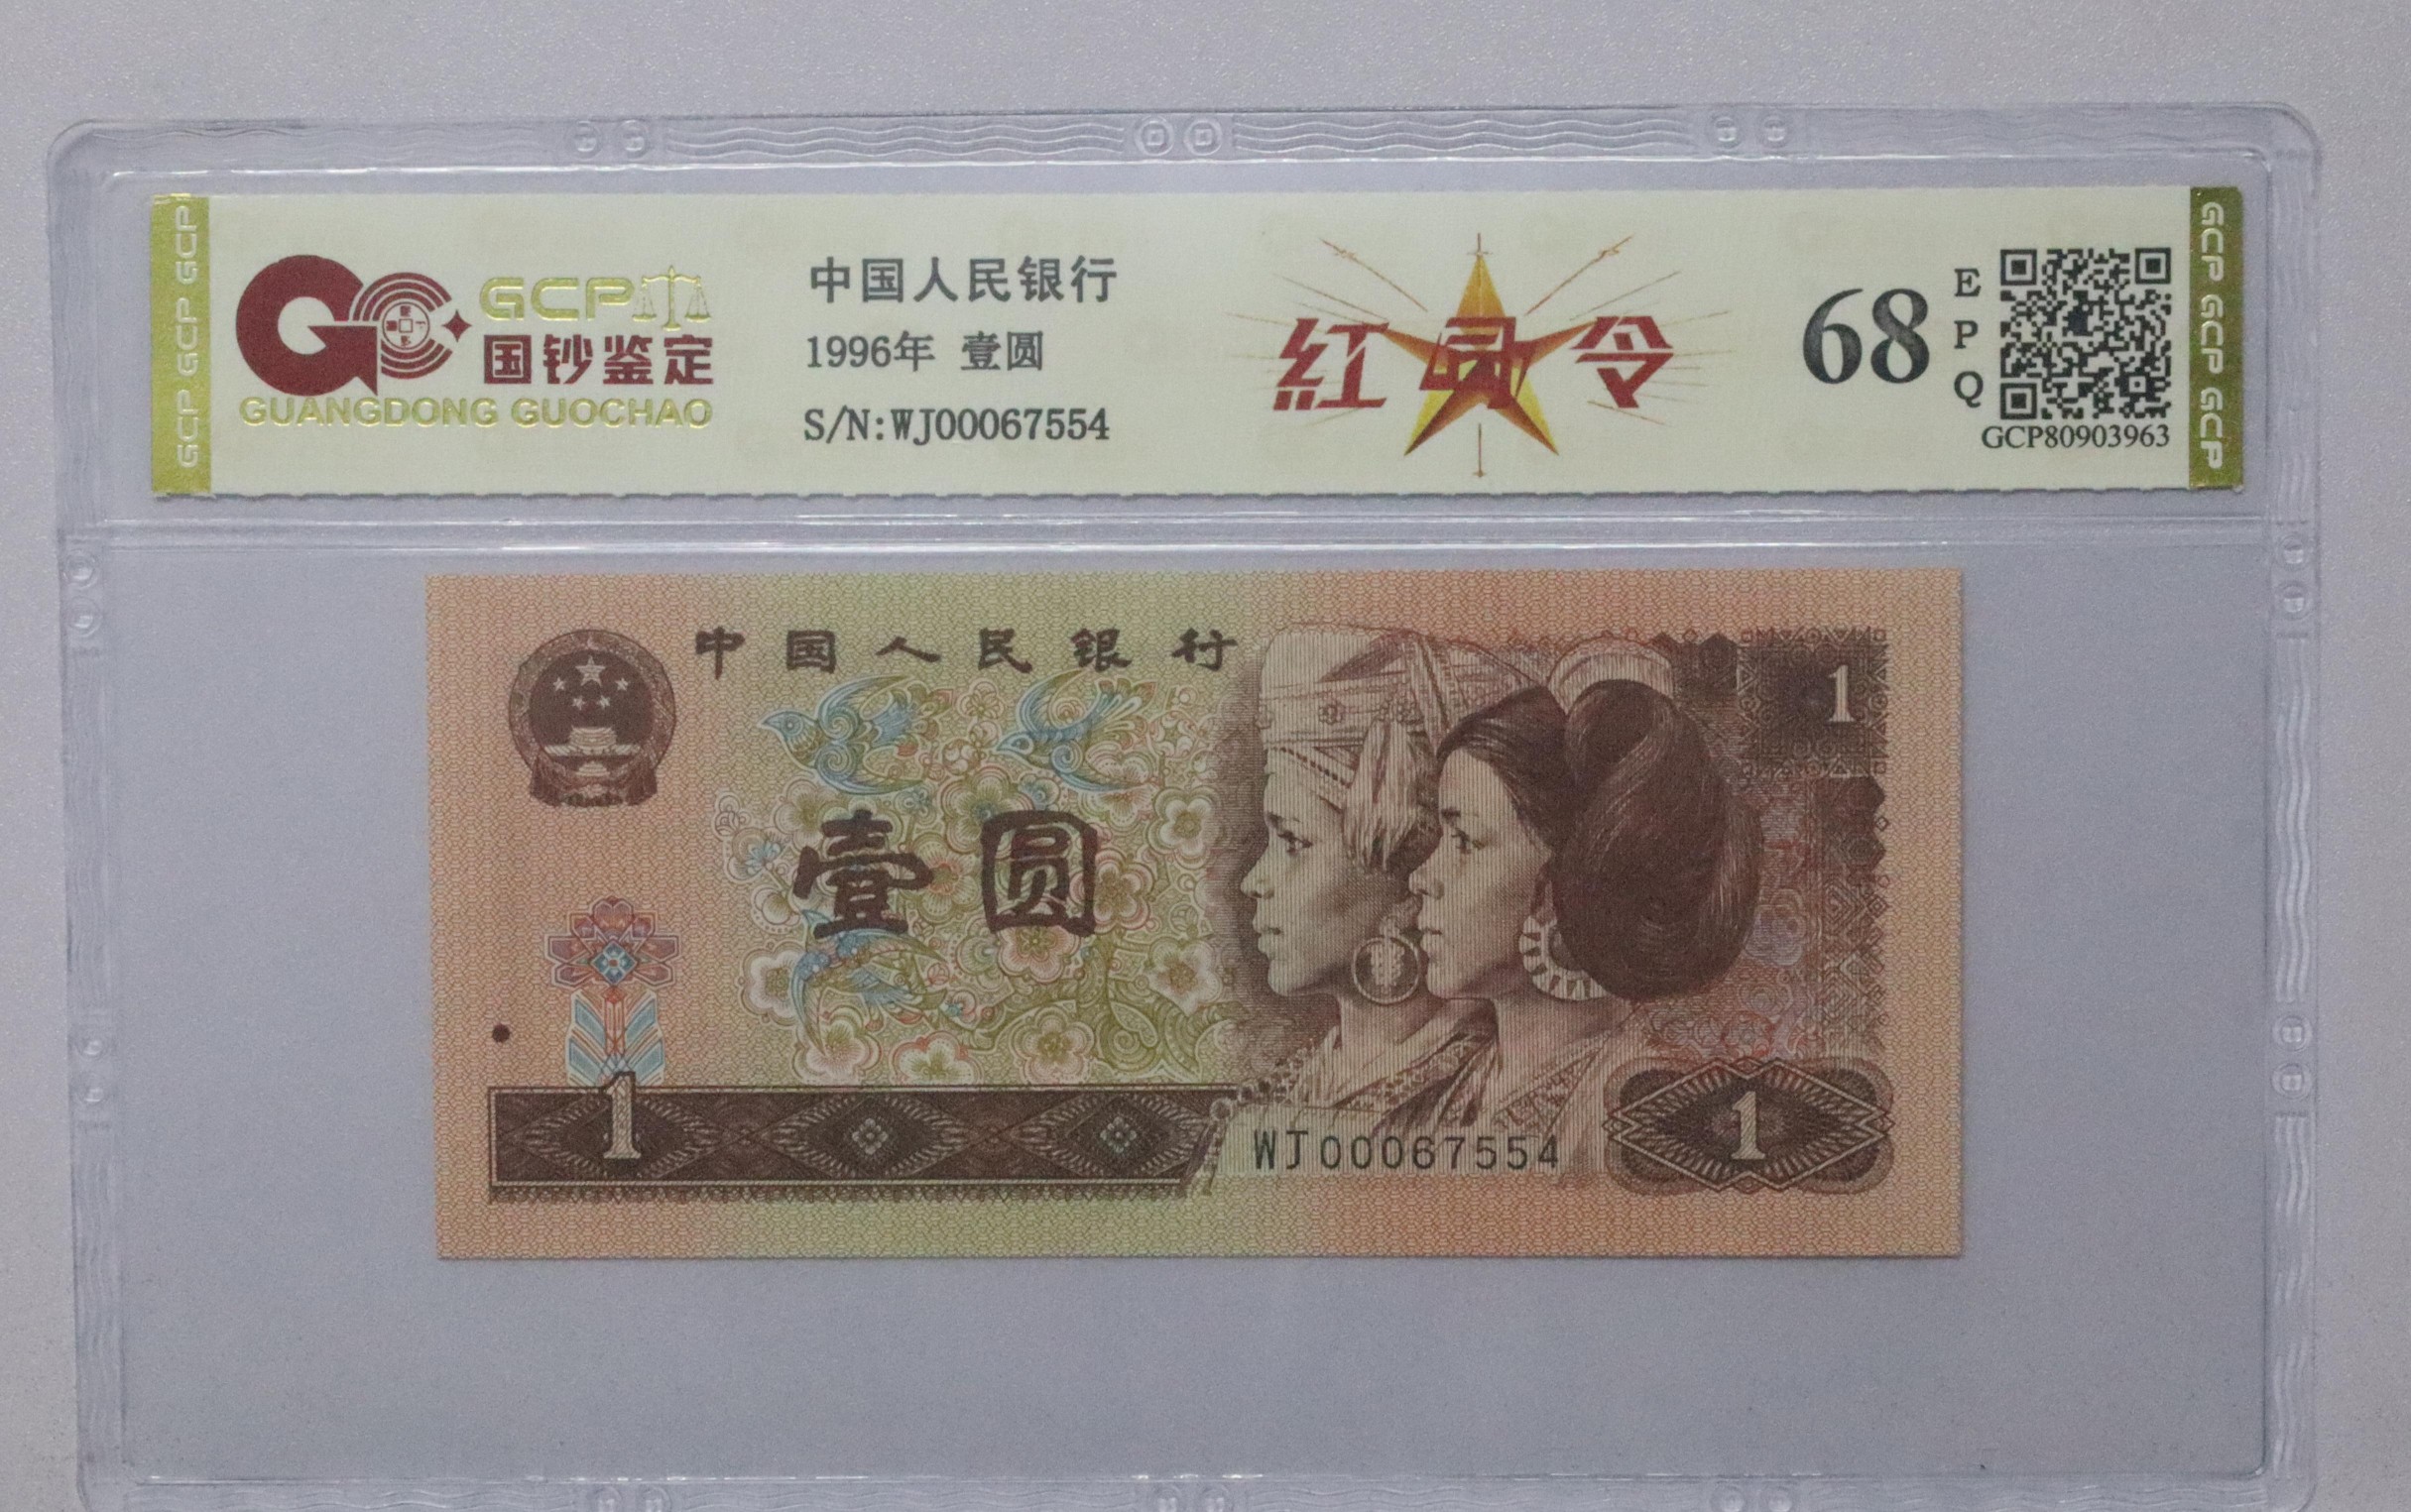 GCP GCP GCP
GCP
国钞鉴定
GUANGDONG GUOCHAO
中国人民银行
1996年 壹圆
S/N:WJ00067554
紅 令
68
E
P
Q
GCP80903963
GCP GCP GCP GCP
中国人民银行
1
壹圆
1
WJ00067554
1